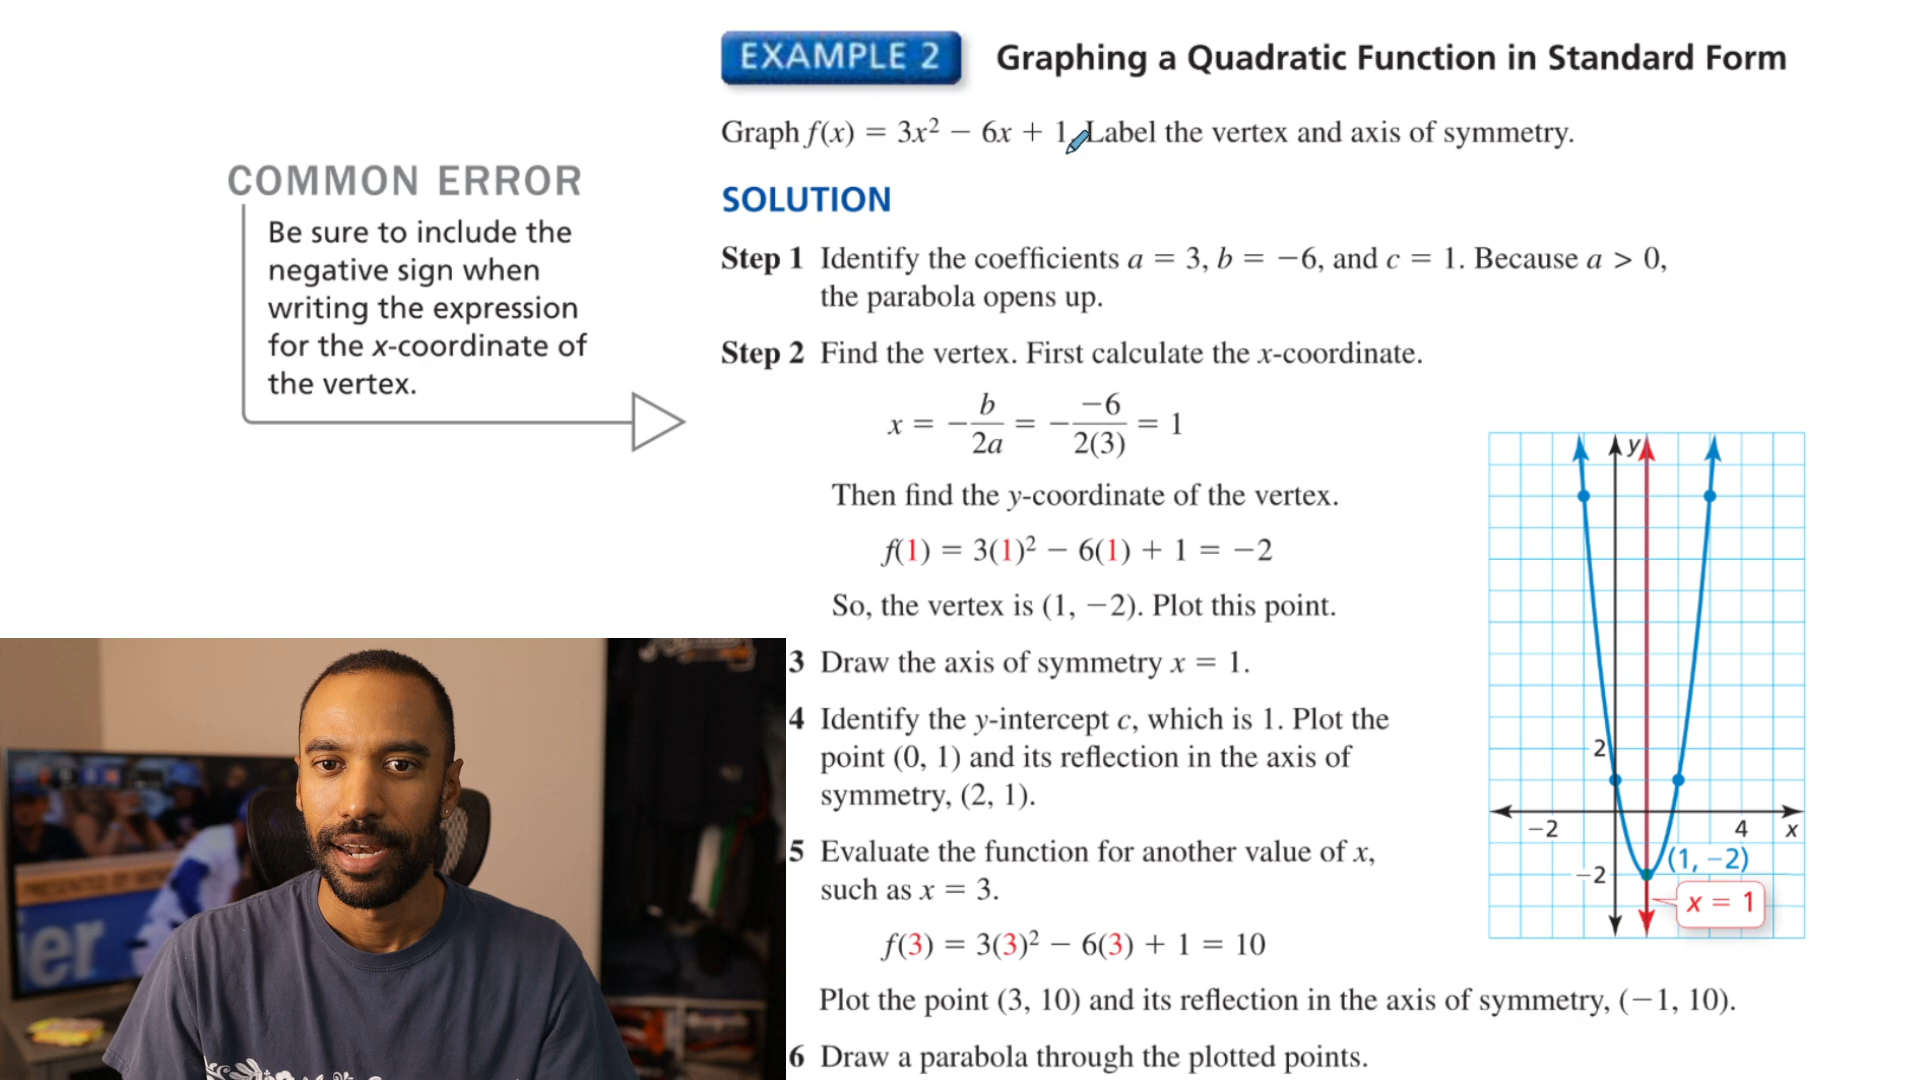 EXAMPLE 2 Graphing a Quadratic Function in Standard Form
Graph f(x) = 3x² − 6x + 1. Label the vertex and axis of symmetry.
COMMON ERROR
Be sure to include the
negative sign when
writing the expression
for the x-coordinate of
the vertex.
SOLUTION
Step 1 Identify the coefficients a = 3, b = −6, and c = 1. Because a > 0,
the parabola opens up.
Step 2 Find the vertex. First calculate the x-coordinate.
x = −b/2a = −−6/2(3) = 1
Then find the y-coordinate of the vertex.
f(1) = 3(1)² − 6(1) + 1 = −2
So, the vertex is (1, −2). Plot this point.
3 Draw the axis of symmetry x = 1.
4 Identify the y-intercept c, which is 1. Plot the
point (0, 1) and its reflection in the axis of
symmetry, (2, 1).
5 Evaluate the function for another value of x,
such as x = 3.
f(3) = 3(3)² − 6(3) + 1 = 10
Plot the point (3, 10) and its reflection in the axis of symmetry, (−1, 10).
6 Draw a parabola through the plotted points.
y
2
−2 4 x
(1, −2)
−2
x = 1
er